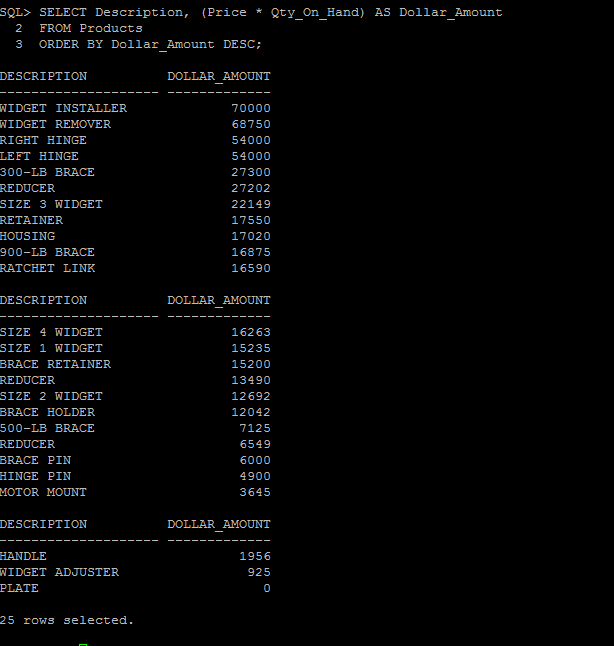 SQL> SELECT Description, (Price * Qty_On_Hand) AS Dollar_Amount
  2  FROM Products
  3  ORDER BY Dollar_Amount DESC;

DESCRIPTION          DOLLAR_AMOUNT
-------------------- -------------
WIDGET INSTALLER             70000
WIDGET REMOVER               68750
RIGHT HINGE                  54000
LEFT HINGE                   54000
300-LB BRACE                 27300
REDUCER                      27202
SIZE 3 WIDGET                22149
RETAINER                     17550
HOUSING                      17020
900-LB BRACE                 16875
RATCHET LINK                 16590

DESCRIPTION          DOLLAR_AMOUNT
-------------------- -------------
SIZE 4 WIDGET                16263
SIZE 1 WIDGET                15235
BRACE RETAINER               15200
REDUCER                      13490
SIZE 2 WIDGET                12692
BRACE HOLDER                 12042
500-LB BRACE                  7125
REDUCER                       6549
BRACE PIN                     6000
HINGE PIN                     4900
MOTOR MOUNT                   3645

DESCRIPTION          DOLLAR_AMOUNT
-------------------- -------------
HANDLE                        1956
WIDGET ADJUSTER                925
PLATE                            0

25 rows selected.